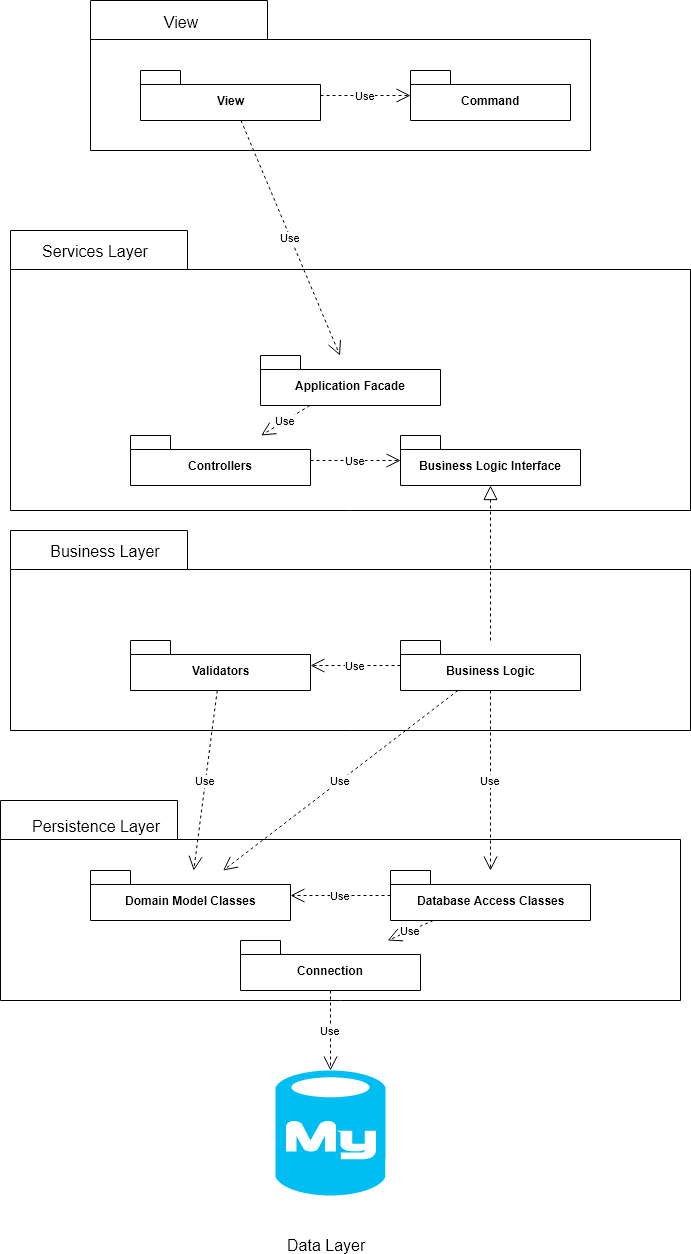 View
View
Use
Command
Use
Services Layer
Application Facade
Use
Controllers
Use
Business Logic Interface
Business Layer
Validators
Use
Business Logic
Use
Use
Use
Persistence Layer
Domain Model Classes
Use
Database Access Classes
Use
Connection
Use
My
Data Layer